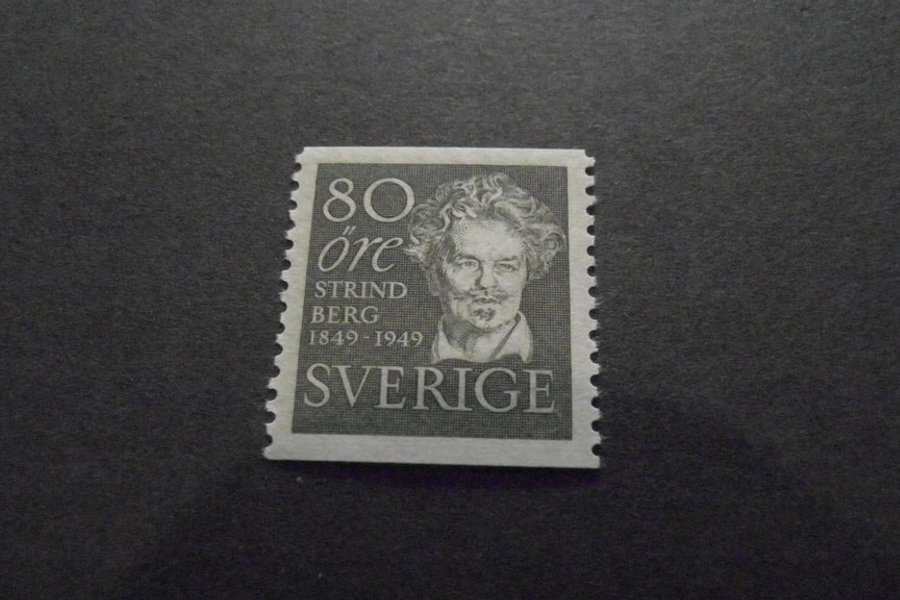 80
öre
STRIND
BERG
1849-1949
SVERIGE